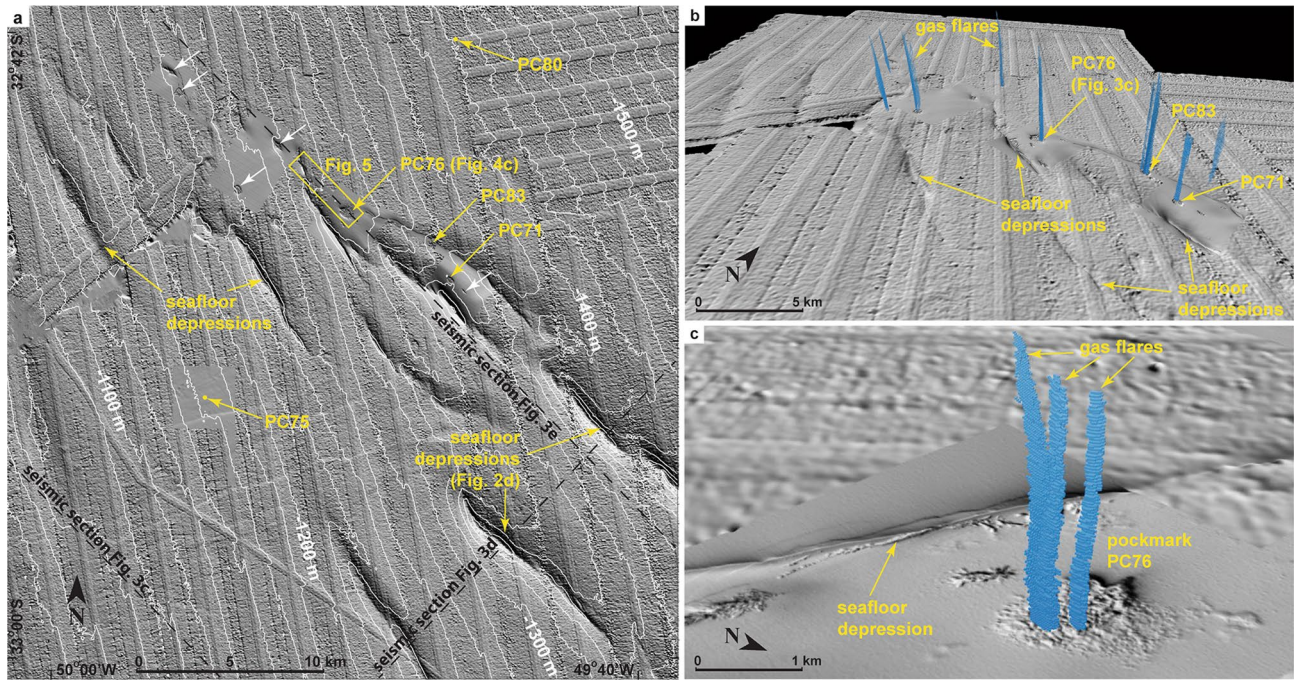 a
32°42' S
PC80
-1500 m
Fig. 5
PC76 (Fig. 4c)
PC83
PC71
seafloor
depressions
-1400 m
seismic section Fig. 3e
-1100 m
PC75
seafloor
depressions
(Fig. 2d)
seismic section Fig. 3c
-1200 m
seismic section Fig. 3d
-1300 m
N
33°00' S
50°00' W
0
5
10 km
49°40' W
b
gas flares
PC76
(Fig. 3c)
PC83
PC71
seafloor
depressions
seafloor
depressions
N
0
5 km
c
gas flares
pockmark
PC76
seafloor
depression
N
0
1 km